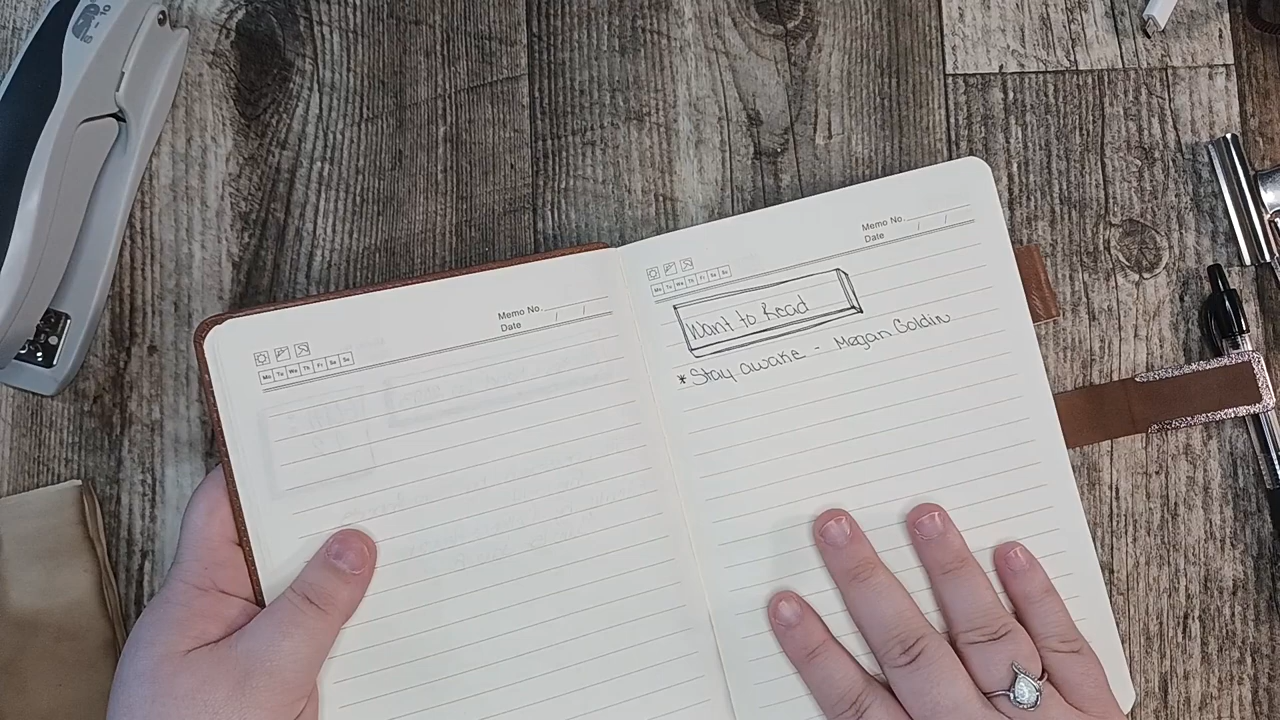 Memo No.
Date / /
Mo Tu We Th Fr Sa Su
Memo No.
Date / /
Mo Tu We Th Fr Sa Su
Want to Read
*Stay awake - Megan Goldin